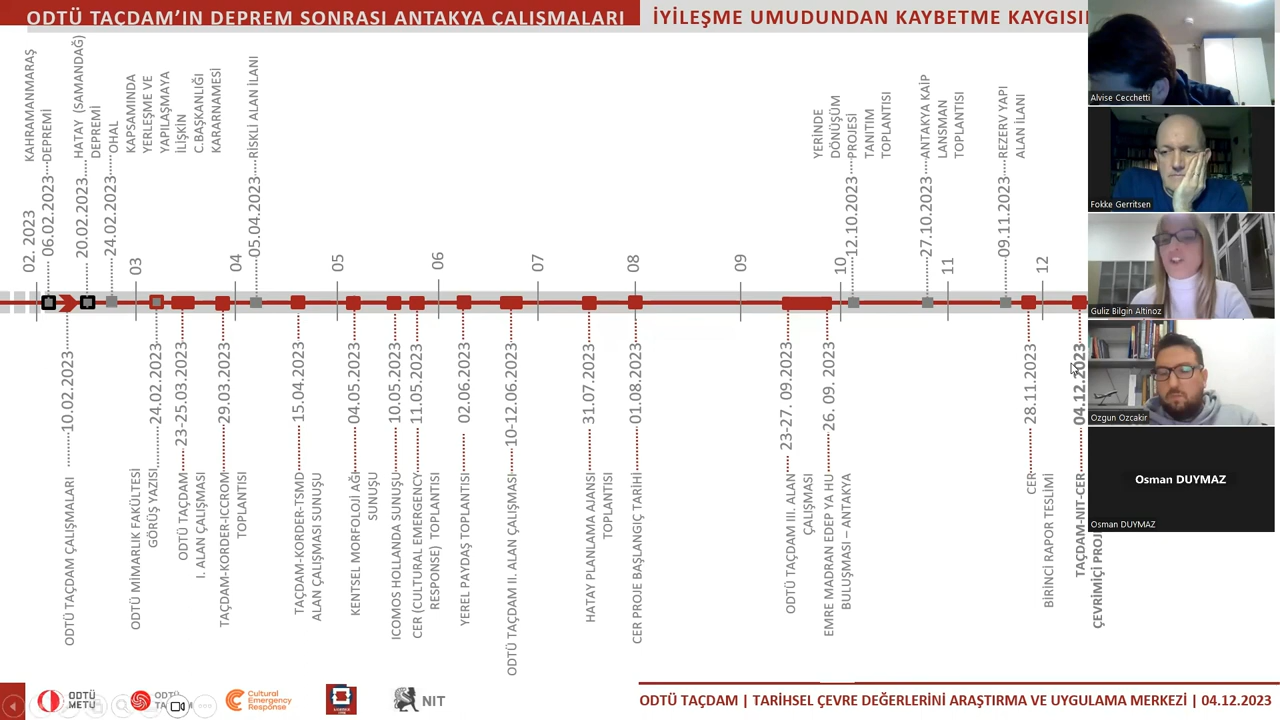 ODTÜ TAÇDAM'IN DEPREM SONRASI ANTAKYA ÇALIŞMALARI
İYİLEŞME UMUDUNDAN KAYBETME KAYGISI
KAHRAMANMARAŞ
DEPREMİ
HATAY (SAMANDAĞ)
DEPREMİ
OHAL
KAPSAMINDA
YERLEŞME VE
YAPILAŞMAYA
İLİŞKİN
C.BAŞKANLIĞI
KARARNAMESİ
RİSKLİ ALAN İLANI
YERİNDE
DÖNÜŞÜM
PROJESİ
TANITIM
TOPLANTISI
ANTAKYA KAİP
LANSMAN
TOPLANTISI
REZERV YAPI
ALAN İLANI
06.02.2023
20.02.2023
24.02.2023
05.04.2023
12.10.2023
27.10.2023
09.11.2023
02. 2023
03
04
05
06
07
08
09
10
11
12
10.02.2023
24.02.2023
23-25.03.2023
29.03.2023
15.04.2023
04.05.2023
10.05.2023
11.05.2023
02.06.2023
10-12.06.2023
31.07.2023
01.08.2023
23-27. 09.2023
26. 09. 2023
28.11.2023
04.12.2023
ODTÜ TAÇDAM ÇALIŞMALARI
ODTÜ MİMARLIK FAKÜLTESİ
GÖRÜŞ YAZISI
ODTÜ TAÇDAM
I. ALAN ÇALIŞMASI
TAÇDAM-KORDER-ICCROM
TOPLANTISI
TAÇDAM-KORDER-TSMD
ALAN ÇALIŞMASI SUNUŞU
KENTSEL MORFOLOJİ AĞI
SUNUŞU
ICOMOS HOLLANDA SUNUŞU
CER (CULTURAL EMERGENCY
RESPONSE) TOPLANTISI
YEREL PAYDAŞ TOPLANTISI
ODTÜ TAÇDAM II. ALAN ÇALIŞMASI
HATAY PLANLAMA AJANSI
TOPLANTISI
CER PROJE BAŞLANGIÇ TARİHİ
ODTÜ TAÇDAM III. ALAN
ÇALIŞMASI
EMRE MADRAN EDEP YA HU
BULUŞMASI – ANTAKYA
CER
BİRİNCİ RAPOR TESLİMİ
TAÇDAM-NIT-CER
ÇEVRİMİÇİ PROJ
Alvise Cecchetti
Fokke Gerritsen
Guliz Bilgin Altinoz
Ozgun Ozcakir
Osman DUYMAZ
Osman DUYMAZ
ODTÜ
METU
ODTÜ
Cultural
Emergency
Response
NIT
ODTÜ TAÇDAM | TARİHSEL ÇEVRE DEĞERLERİNİ ARAŞTIRMA VE UYGULAMA MERKEZİ | 04.12.2023